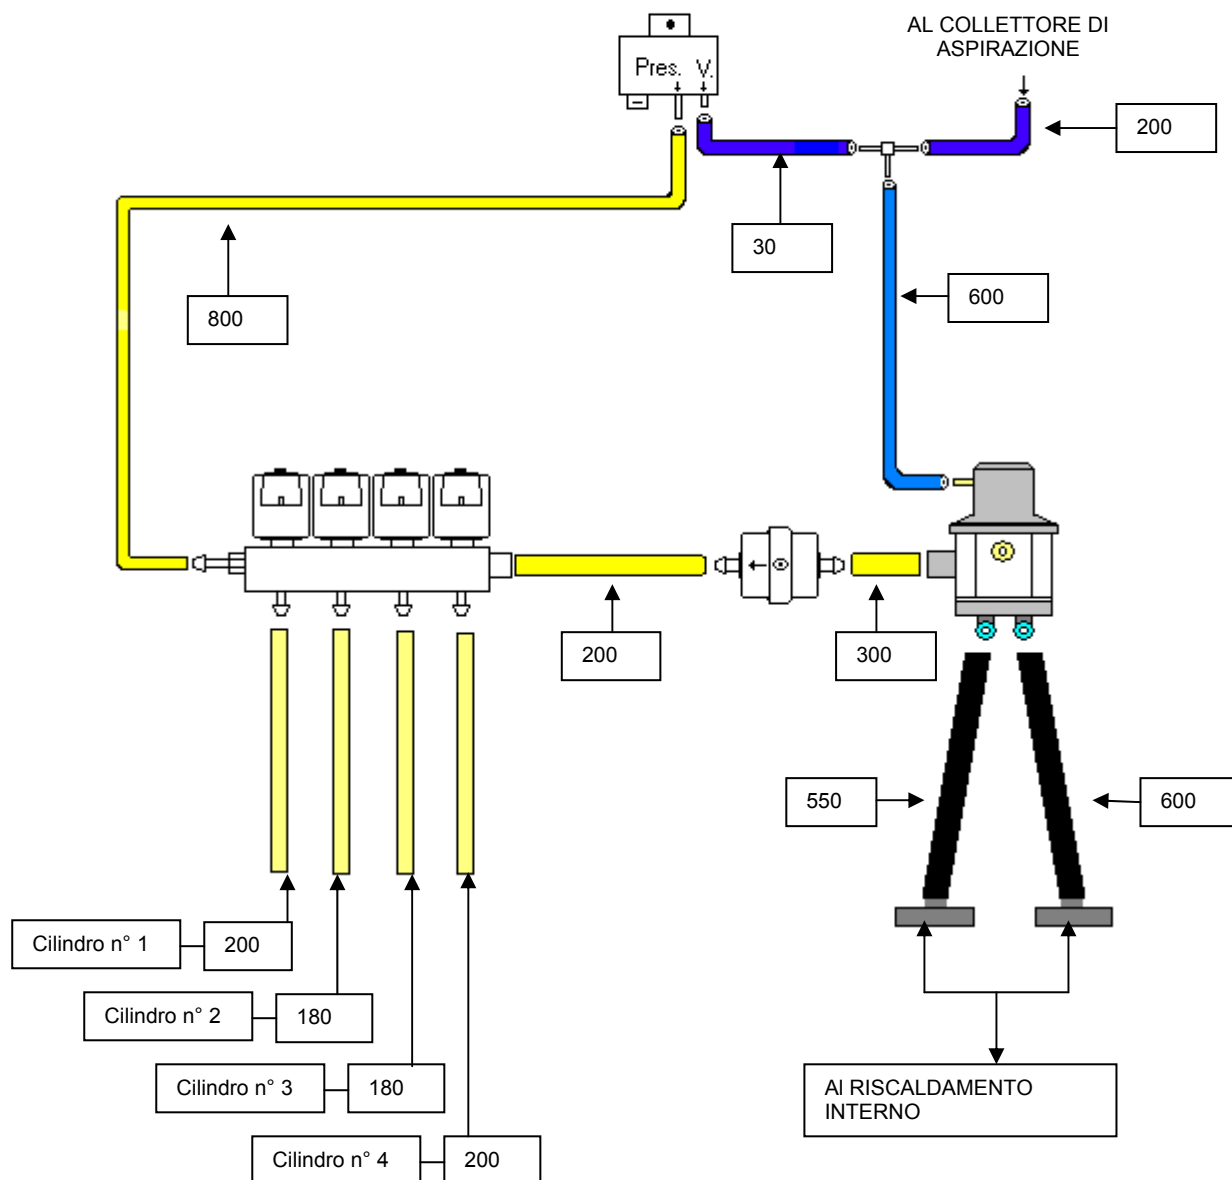 AL COLLETTORE DI
ASPIRAZIONE
Pres. V.
200
30
600
800
200
300
550
600
Cilindro n° 1
200
Cilindro n° 2
180
Cilindro n° 3
180
Cilindro n° 4
200
Al RISCALDAMENTO
INTERNO